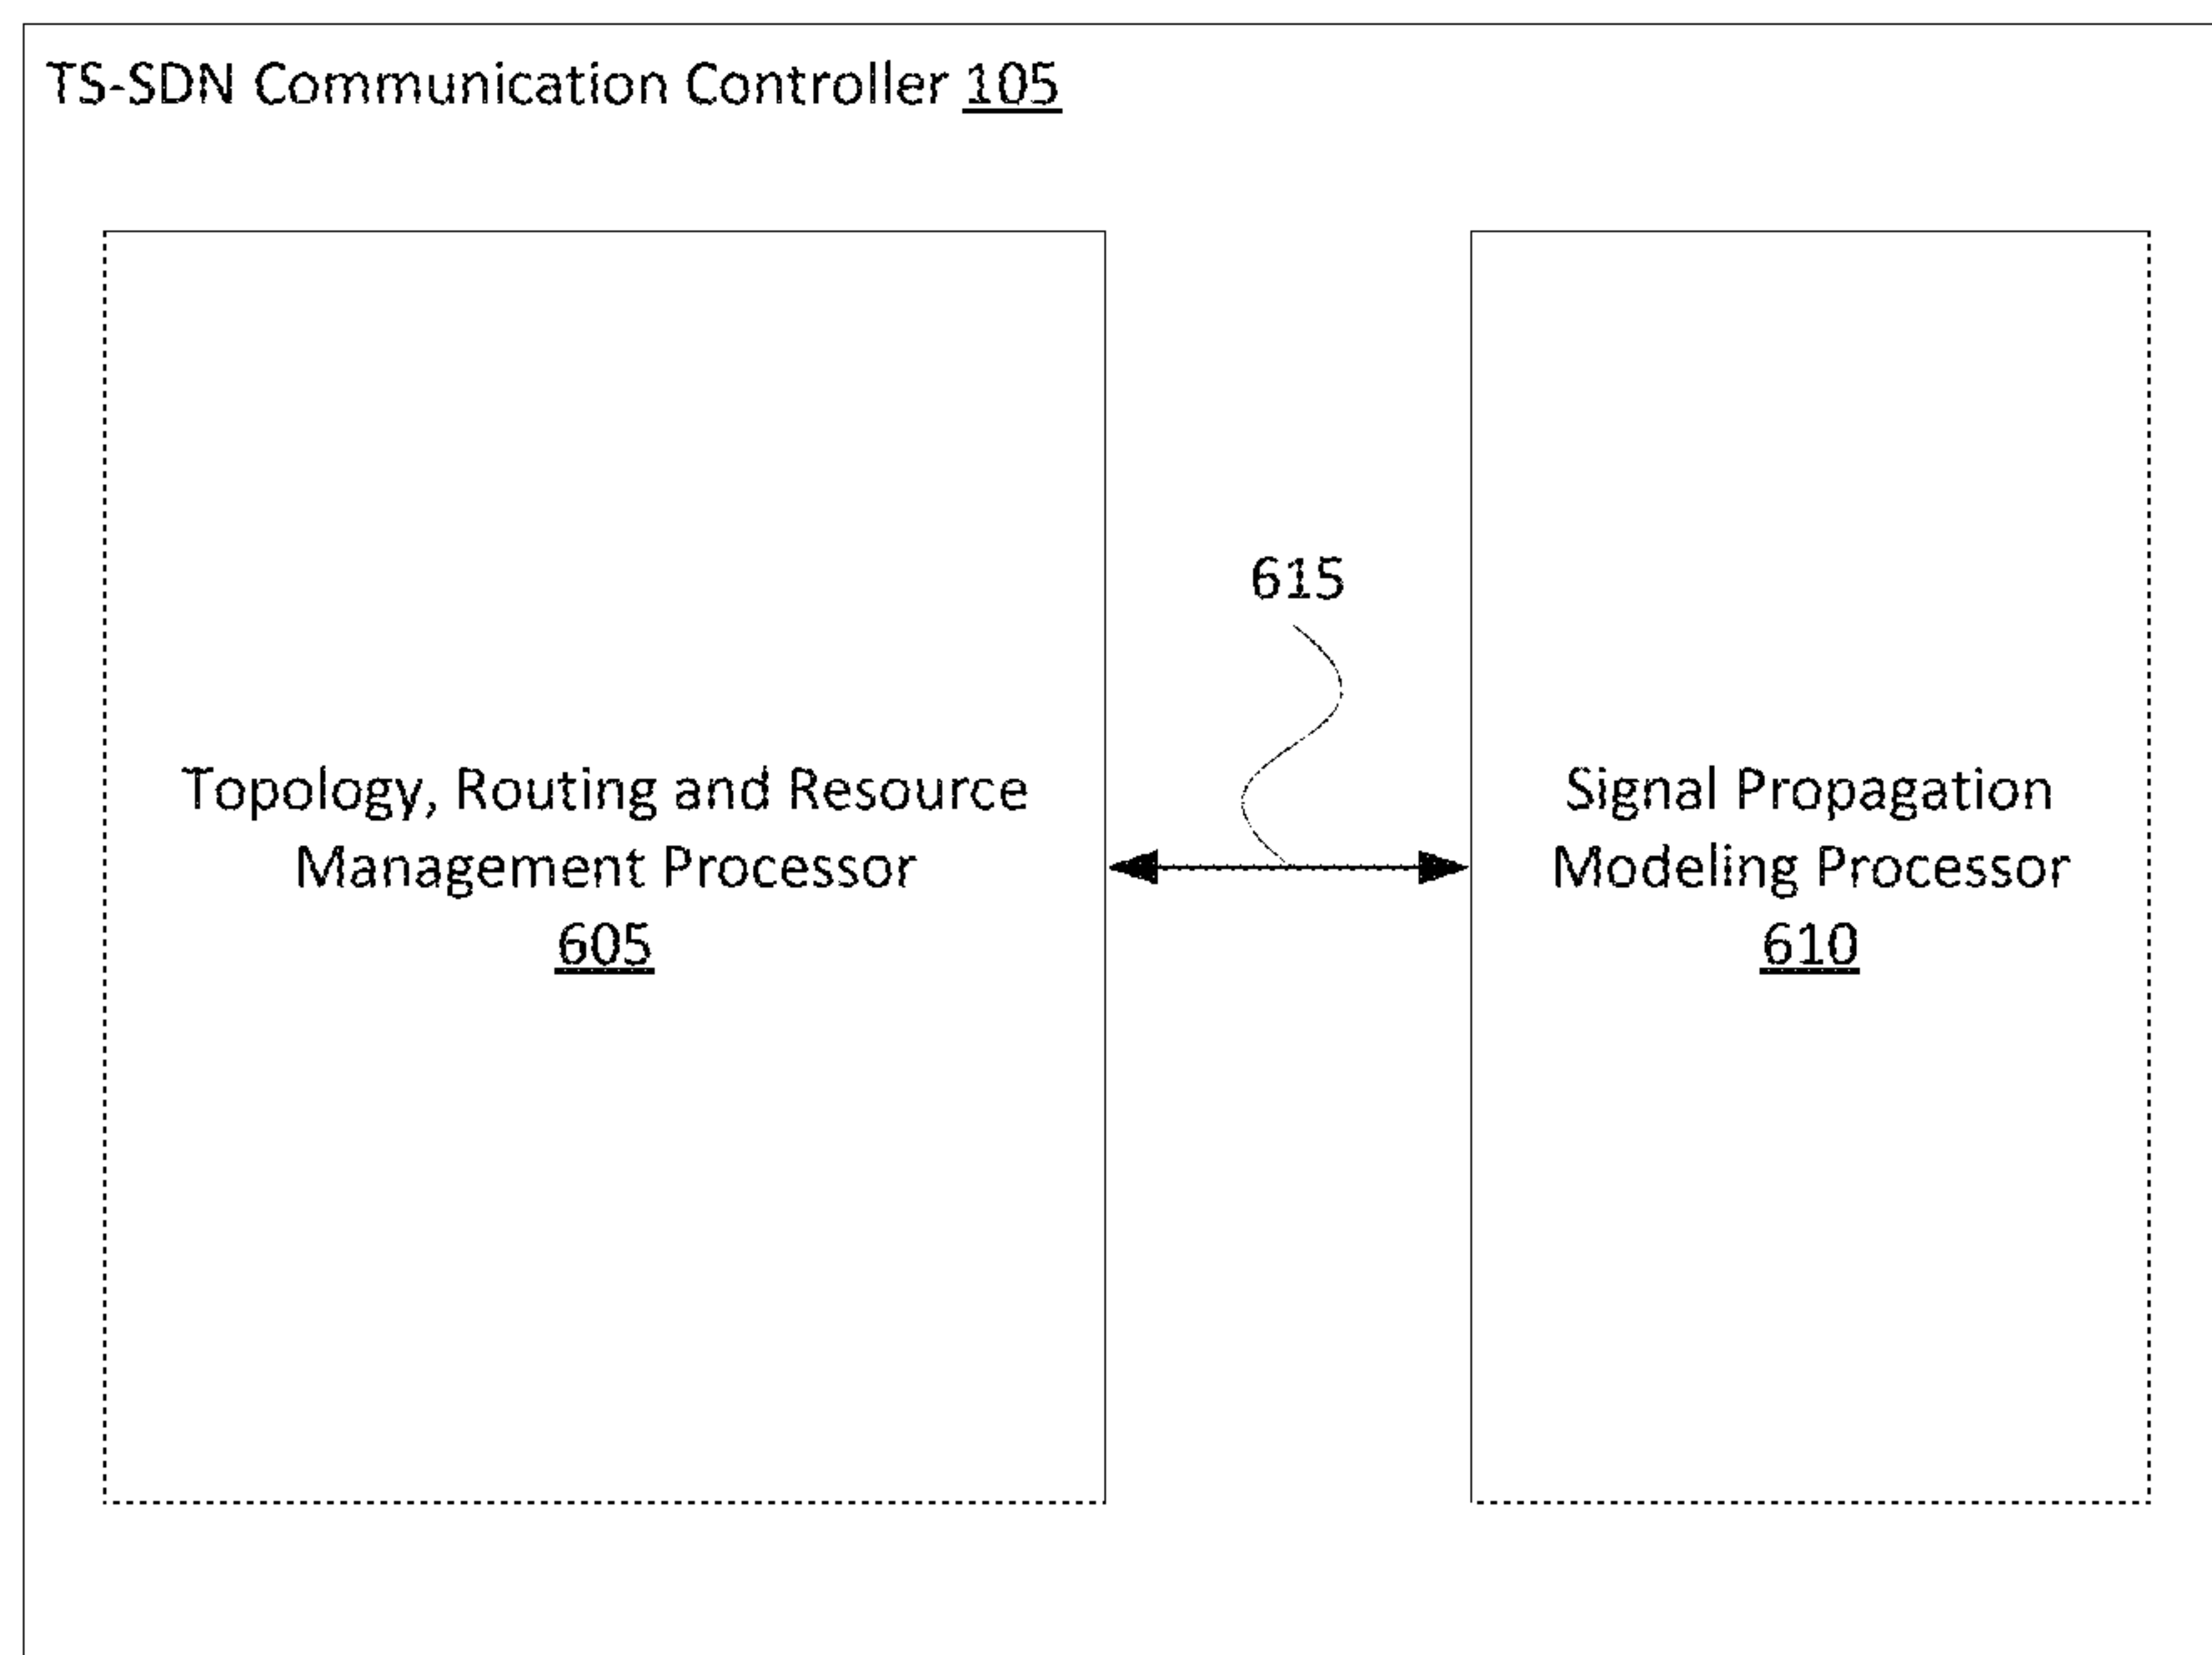 TS-SDN Communication Controller 105
615
Topology, Routing and Resource
Management Processor
605
Signal Propagation
Modeling Processor
610